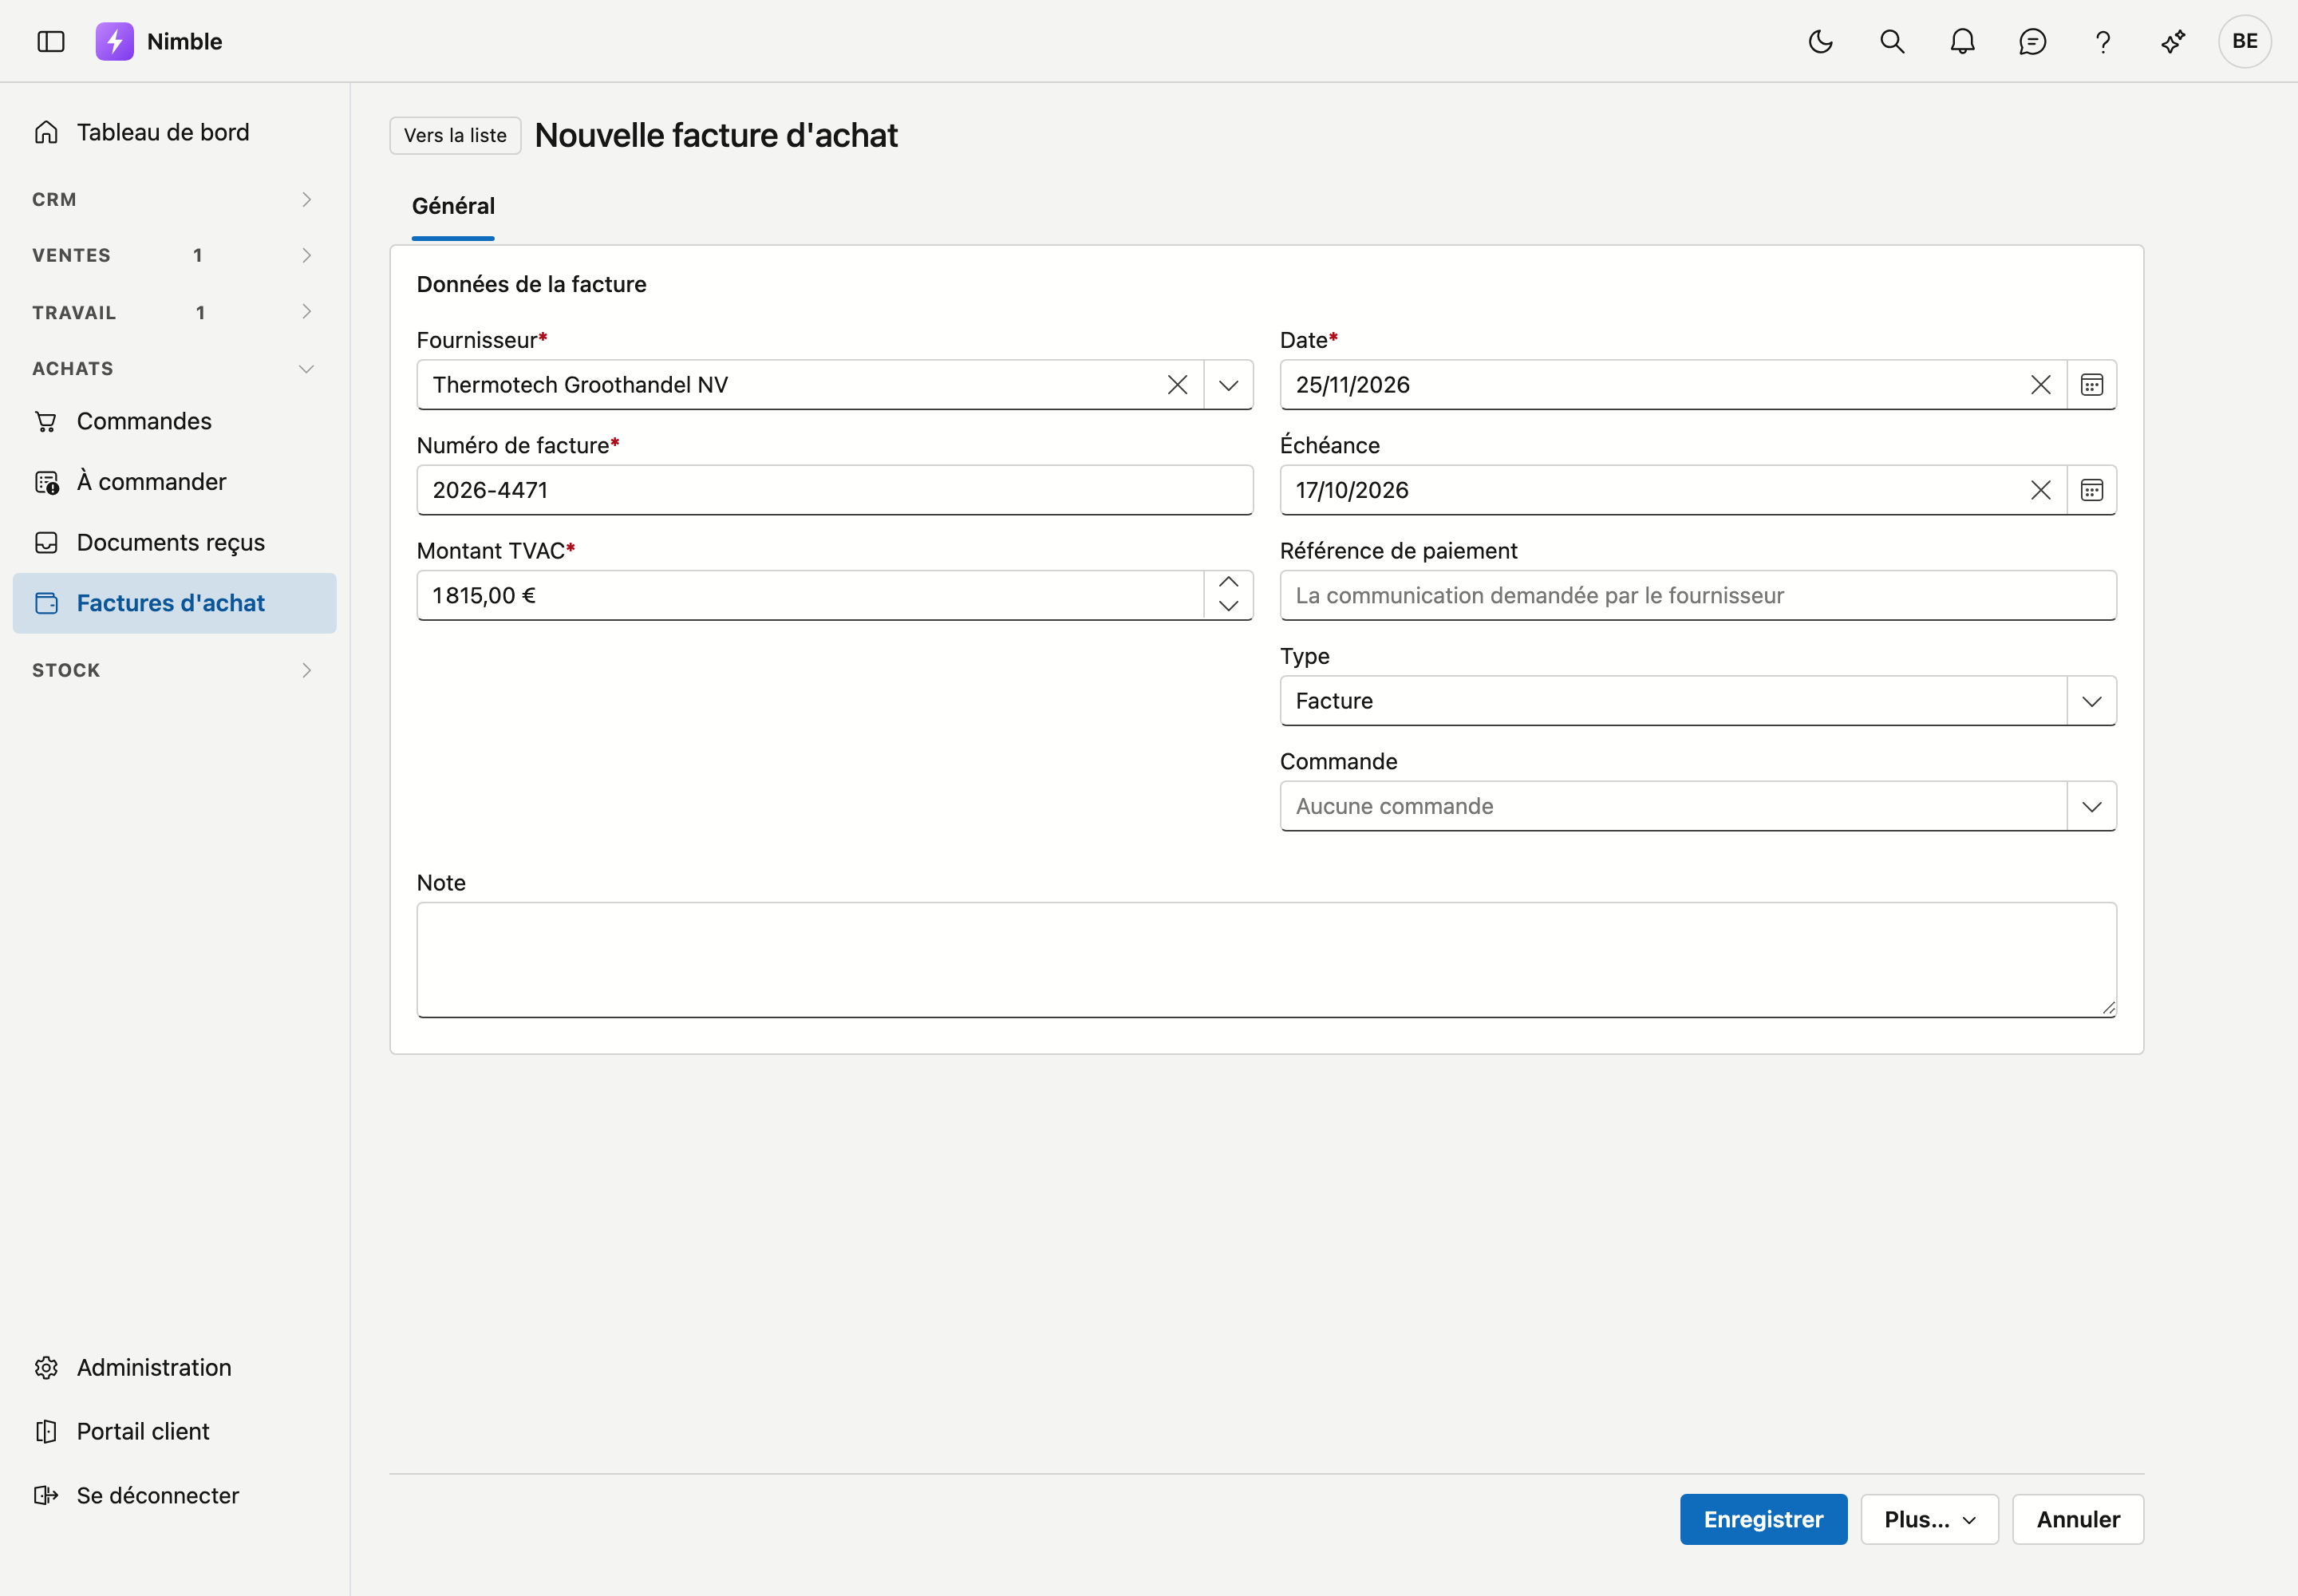 Nimble
BE
Tableau de bord
CRM
VENTES 1
TRAVAIL 1
ACHATS
Commandes
À commander
Documents reçus
Factures d'achat
STOCK
Administration
Portail client
Se déconnecter
Vers la liste
Nouvelle facture d'achat
Général
Données de la facture
Fournisseur*
Thermotech Groothandel NV
Date*
25/11/2026
Numéro de facture*
2026-4471
Échéance
17/10/2026
Montant TVAC*
1 815,00 €
Référence de paiement
La communication demandée par le fournisseur
Type
Facture
Commande
Aucune commande
Note
Enregistrer
Plus...
Annuler